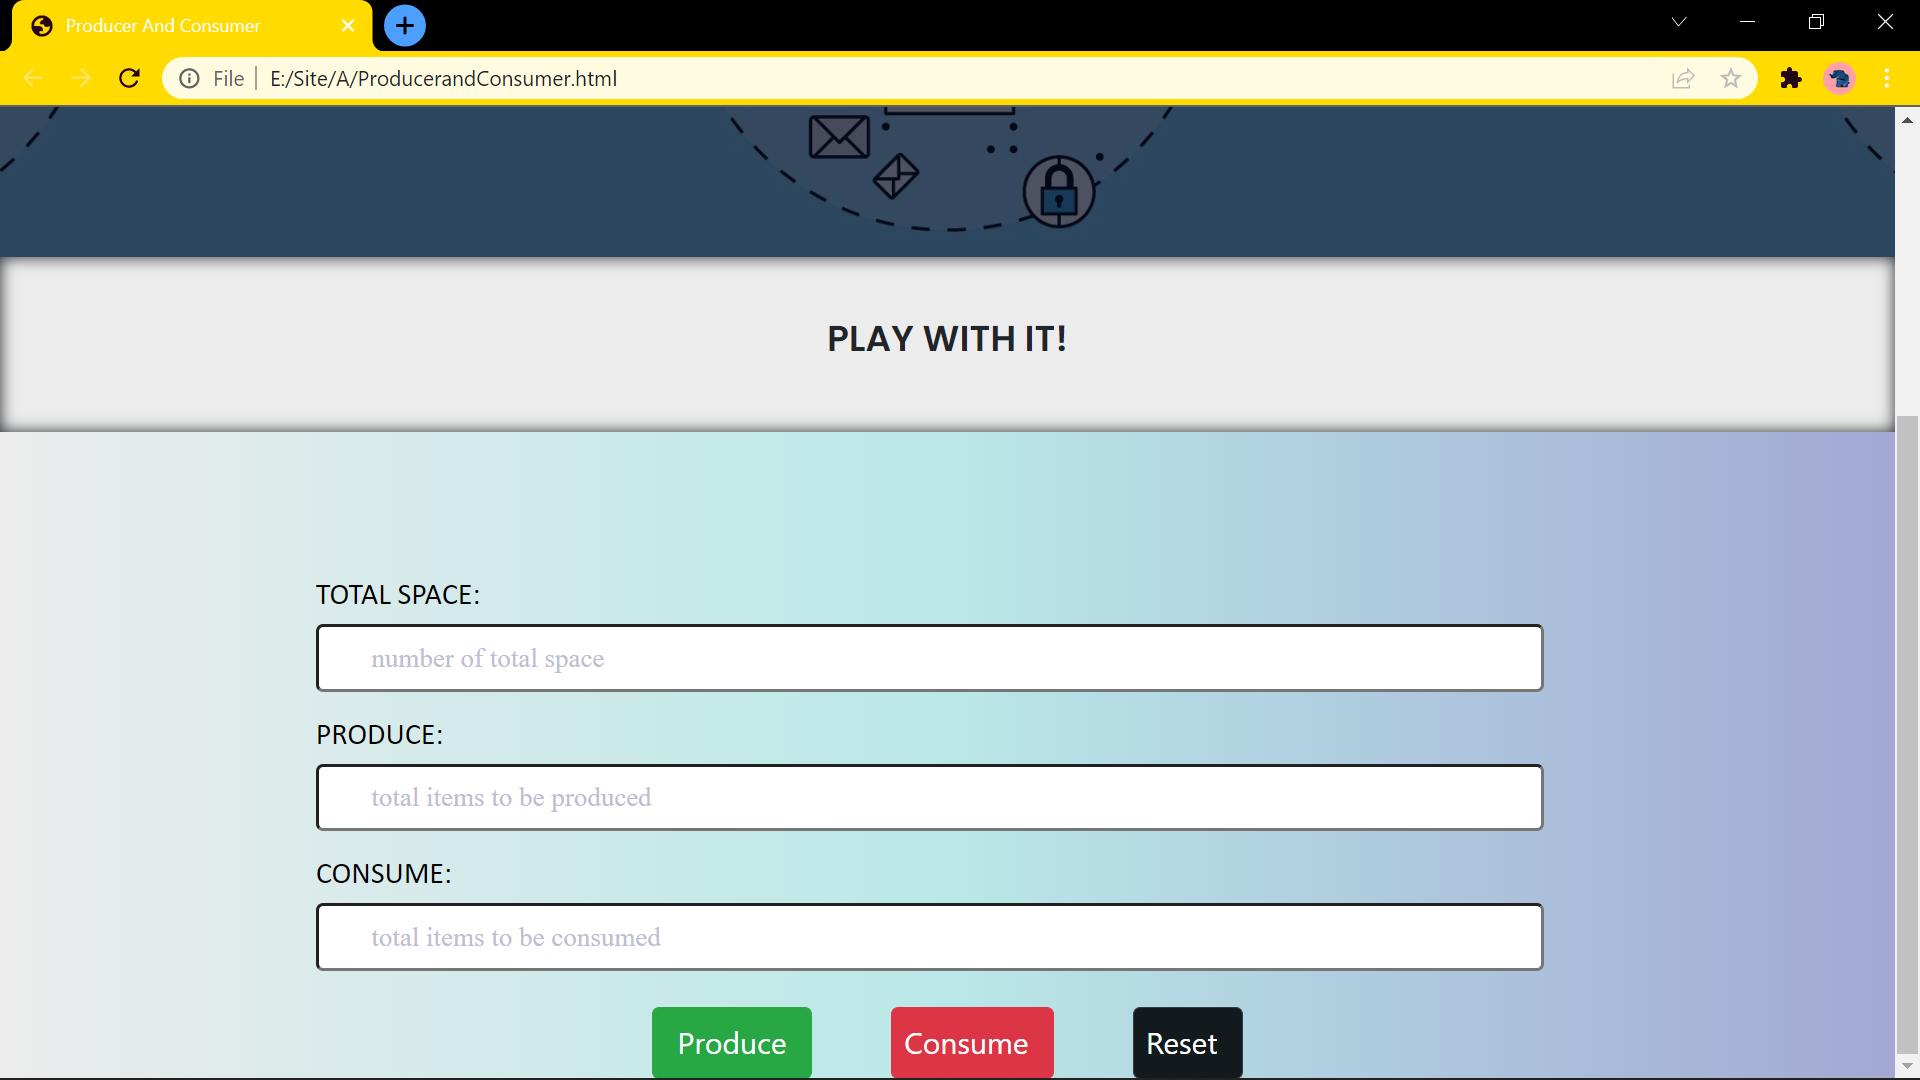 Producer And Consumer
File E:/Site/A/ProducerandConsumer.html
PLAY WITH IT!
TOTAL SPACE:
number of total space
PRODUCE:
total items to be produced
CONSUME:
total items to be consumed
Produce Consume Reset